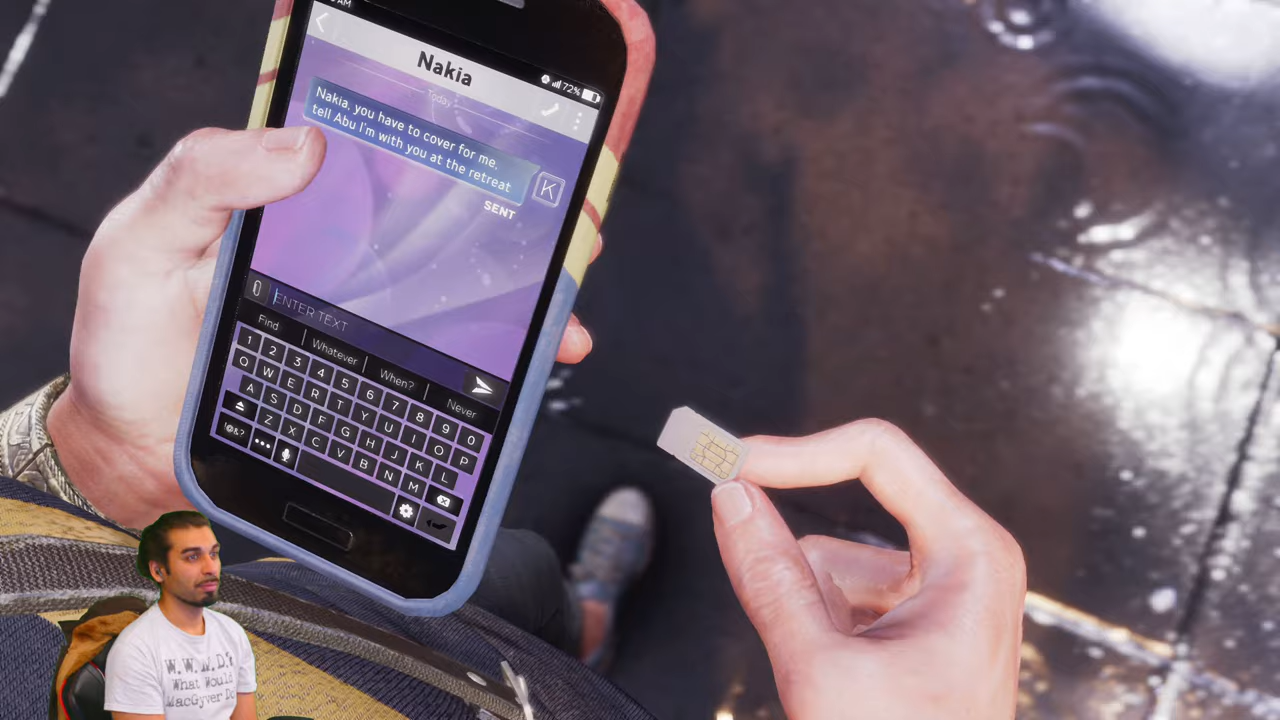 AM
72%
Nakia
Today
Nakia, you have to cover for me,
tell Abu I'm with you at the retreat
K
SENT
ENTER TEXT
Find Whatever When? Never
1 2 3 4 5 6 7 8 9 0
Q W E R T Y U I O P
A S D F G H J K L
Z X C V B N M
!@&?
What Would
MacGyver Do